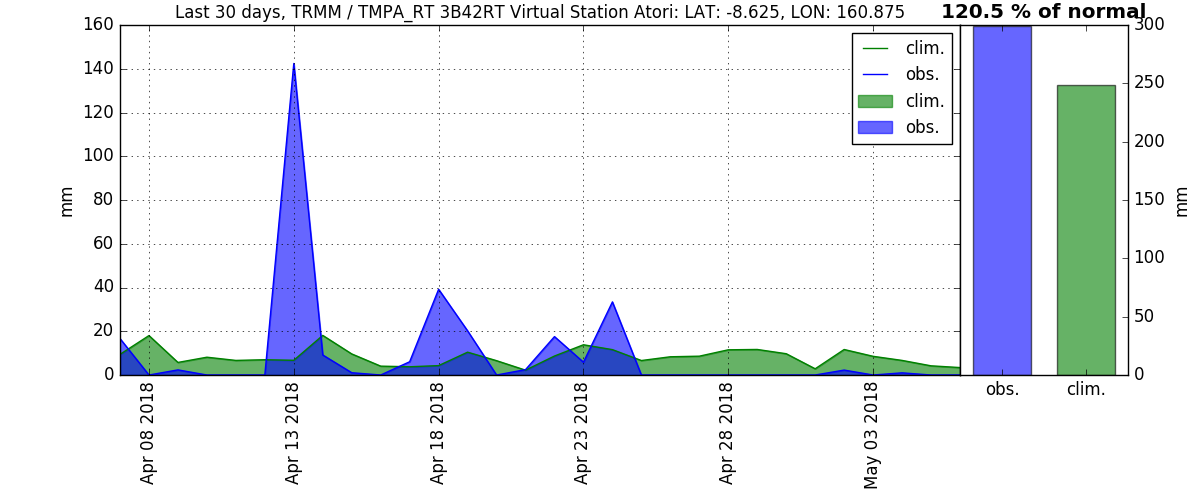 Last 30 days, TRMM / TMPA_RT 3B42RT Virtual Station Atori: LAT: -8.625, LON: 160.875
120.5 % of normal
160
140
120
100
80
60
40
20
0
mm
clim.
obs.
clim.
obs.
Apr 08 2018
Apr 13 2018
Apr 18 2018
Apr 23 2018
Apr 28 2018
May 03 2018
300
250
200
150
100
50
0
mm
obs.
clim.